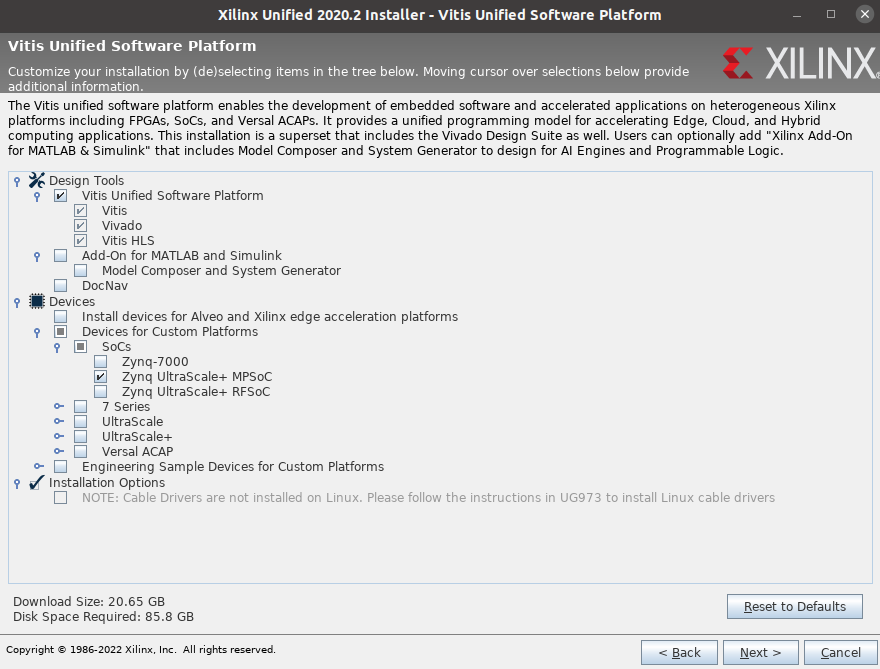 Xilinx Unified 2020.2 Installer - Vitis Unified Software Platform
Vitis Unified Software Platform
Customize your installation by (de)selecting items in the tree below. Moving cursor over selections below provide
additional information.
XILINX
The Vitis unified software platform enables the development of embedded software and accelerated applications on heterogeneous Xilinx
platforms including FPGAs, SoCs, and Versal ACAPs. It provides a unified programming model for accelerating Edge, Cloud, and Hybrid
computing applications. This installation is a superset that includes the Vivado Design Suite as well. Users can optionally add "Xilinx Add-On
for MATLAB & Simulink" that includes Model Composer and System Generator to design for AI Engines and Programmable Logic.
Design Tools
Vitis Unified Software Platform
Vitis
Vivado
Vitis HLS
Add-On for MATLAB and Simulink
Model Composer and System Generator
DocNav
Devices
Install devices for Alveo and Xilinx edge acceleration platforms
Devices for Custom Platforms
SoCs
Zynq-7000
Zynq UltraScale+ MPSoC
Zynq UltraScale+ RFSoC
7 Series
UltraScale
UltraScale+
Versal ACAP
Engineering Sample Devices for Custom Platforms
Installation Options
NOTE: Cable Drivers are not installed on Linux. Please follow the instructions in UG973 to install Linux cable drivers
Download Size: 20.65 GB
Disk Space Required: 85.8 GB
Reset to Defaults
Copyright © 1986-2022 Xilinx, Inc. All rights reserved.
< Back
Next >
Cancel